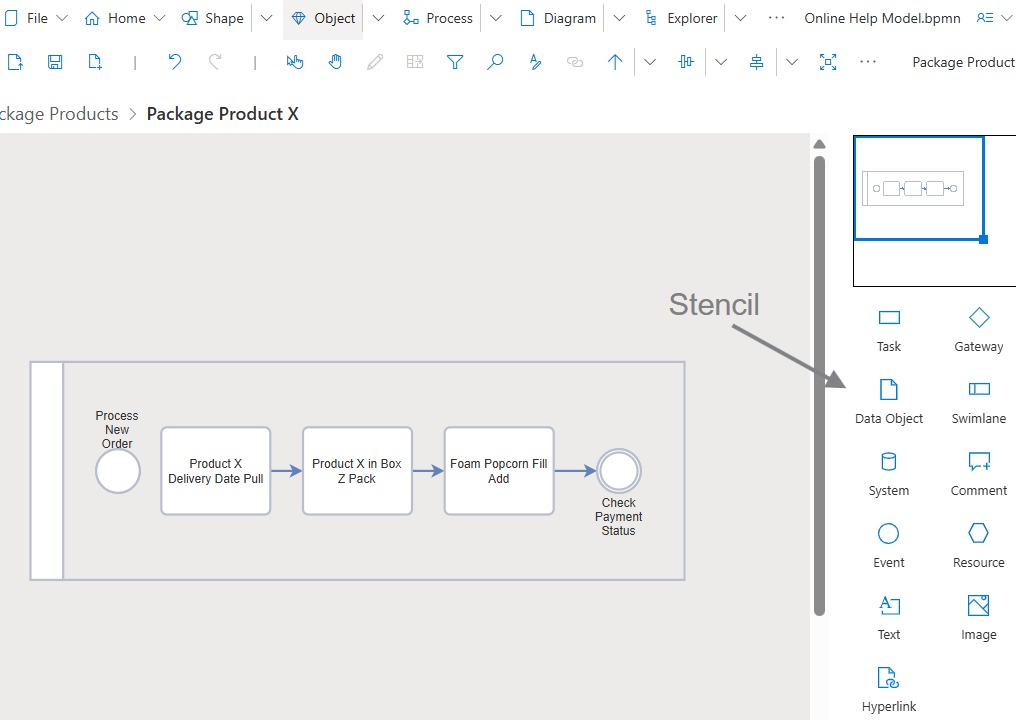 File Home Shape Object Process Diagram Explorer Online Help Model.bpmn
Package Product
ckage Products Package Product X
Stencil
Task Gateway
Data Object Swimlane
System Comment
Event Resource
Text Image
Hyperlink
Process
New
Order
Product X
Delivery Date Pull
Product X in Box
Z Pack
Foam Popcorn Fill
Add
Check
Payment
Status